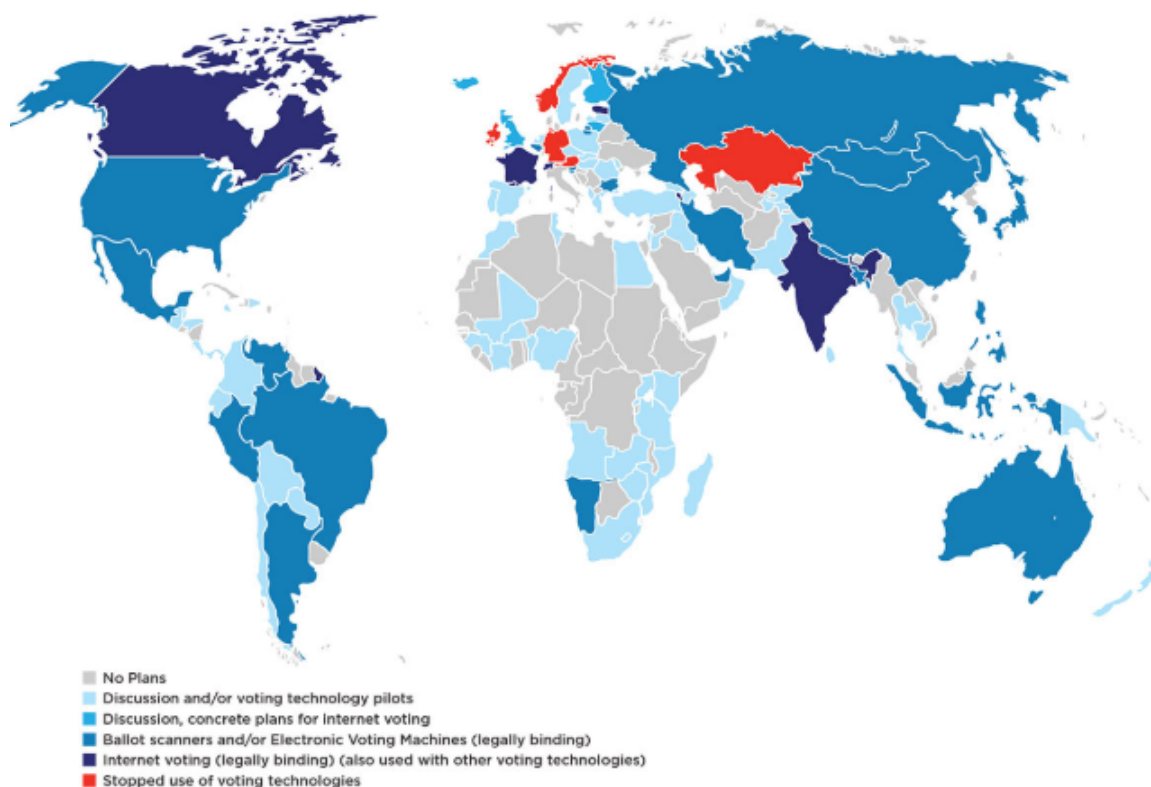 No Plans
Discussion and/or voting technology pilots
Discussion, concrete plans for internet voting
Ballot scanners and/or Electronic Voting Machines (legally binding)
Internet voting (legally binding) (also used with other voting technologies)
Stopped use of voting technologies